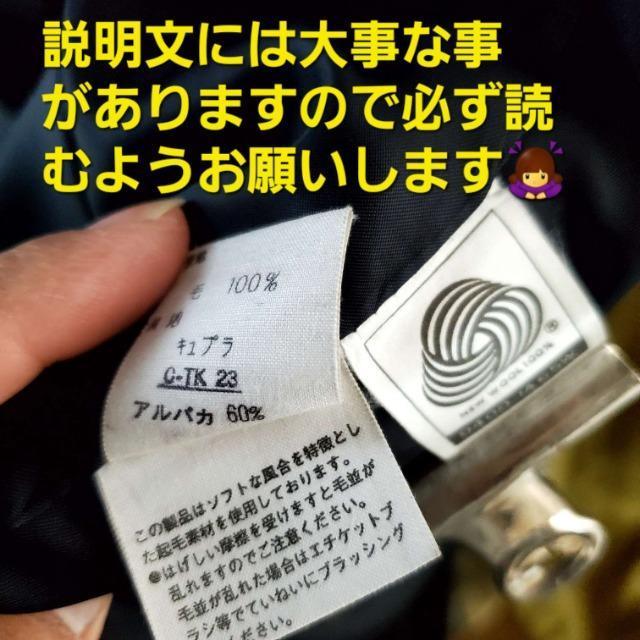 説明文には大事な事
がありますので必ず読
むようお願いします🙇
毛 100%
キュプラ
C-TK 23
アルパカ 60%
この製品はソフトな風合を特徴とし
た起毛素材を使用しております。
●はげしい摩擦を受けますと毛並が
乱れますのでご注意ください。
毛並が乱れた場合はエチケットブ
ラシ等でていねいにブラッシング
NEW WOOL 100%
®